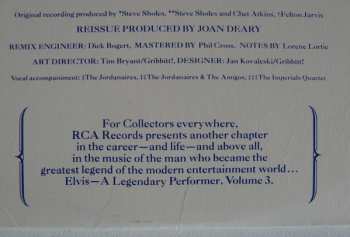 Original recording produced by *Steve Sholes, **Steve Sholes and Chet Atkins, †Felton Jarvis
REISSUE PRODUCED BY JOAN DEARY
REMIX ENGINEER: Dick Bogert, MASTERED BY Phil Cross, NOTES BY Lorene Lortie
ART DIRECTOR: Tim Bryant/Gribbitt!, DESIGNER: Jan Kovaleski/Gribbitt!
Vocal accompaniment: ‡The Jordanaires, ‡‡The Jordanaires & The Amigos, ‡‡‡The Imperials Quartet
For Collectors everywhere,
RCA Records presents another chapter
in the career—and life—and above all,
in the music of the man who became the
greatest legend of the modern entertainment world...
Elvis—A Legendary Performer, Volume 3.